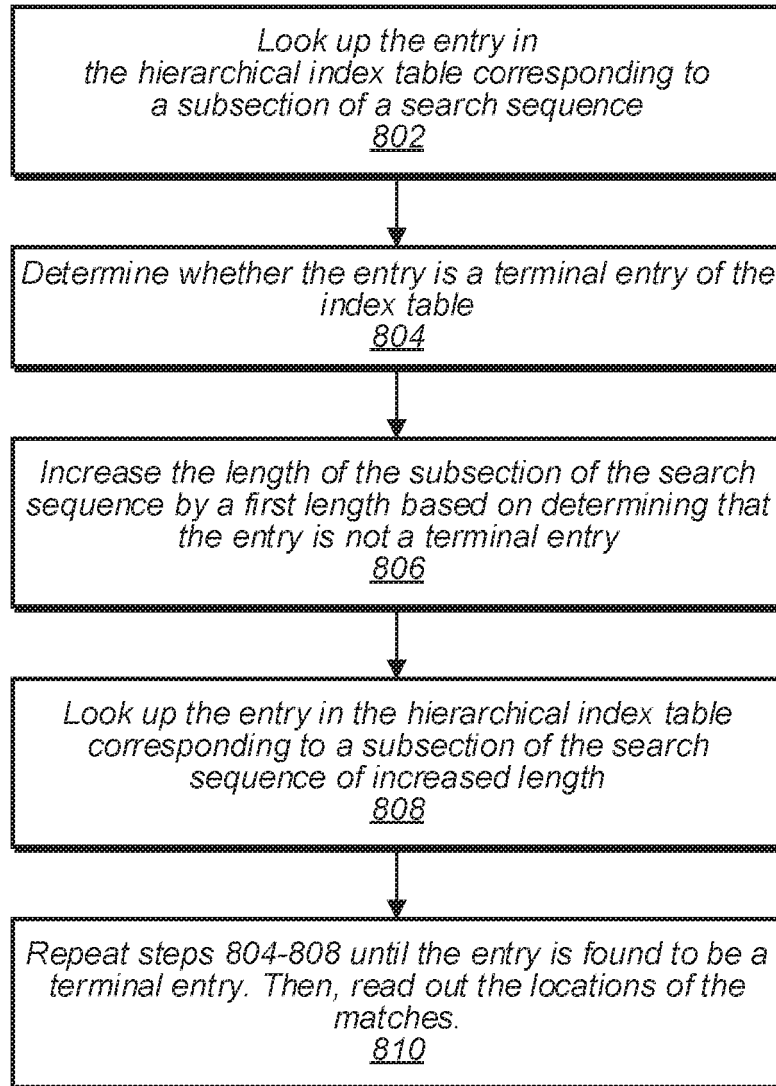 Look up the entry in
the hierarchical index table corresponding to
a subsection of a search sequence
802
Determine whether the entry is a terminal entry of the
index table
804
Increase the length of the subsection of the search
sequence by a first length based on determining that
the entry is not a terminal entry
806
Look up the entry in the hierarchical index table
corresponding to a subsection of the search
sequence of increased length
808
Repeat steps 804-808 until the entry is found to be a
terminal entry. Then, read out the locations of the
matches.
810